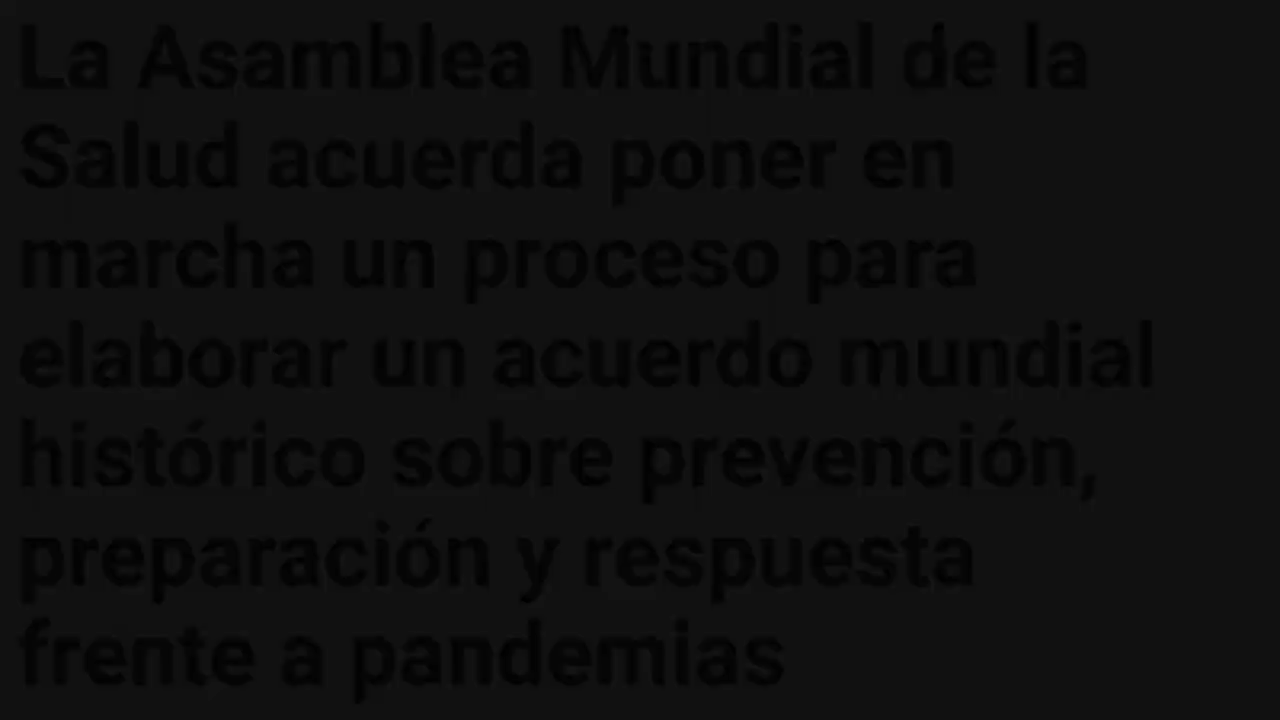 La Asamblea Mundial de la
Salud acuerda poner en
marcha un proceso para
elaborar un acuerdo mundial
histórico sobre prevención,
preparación y respuesta
frente a pandemias